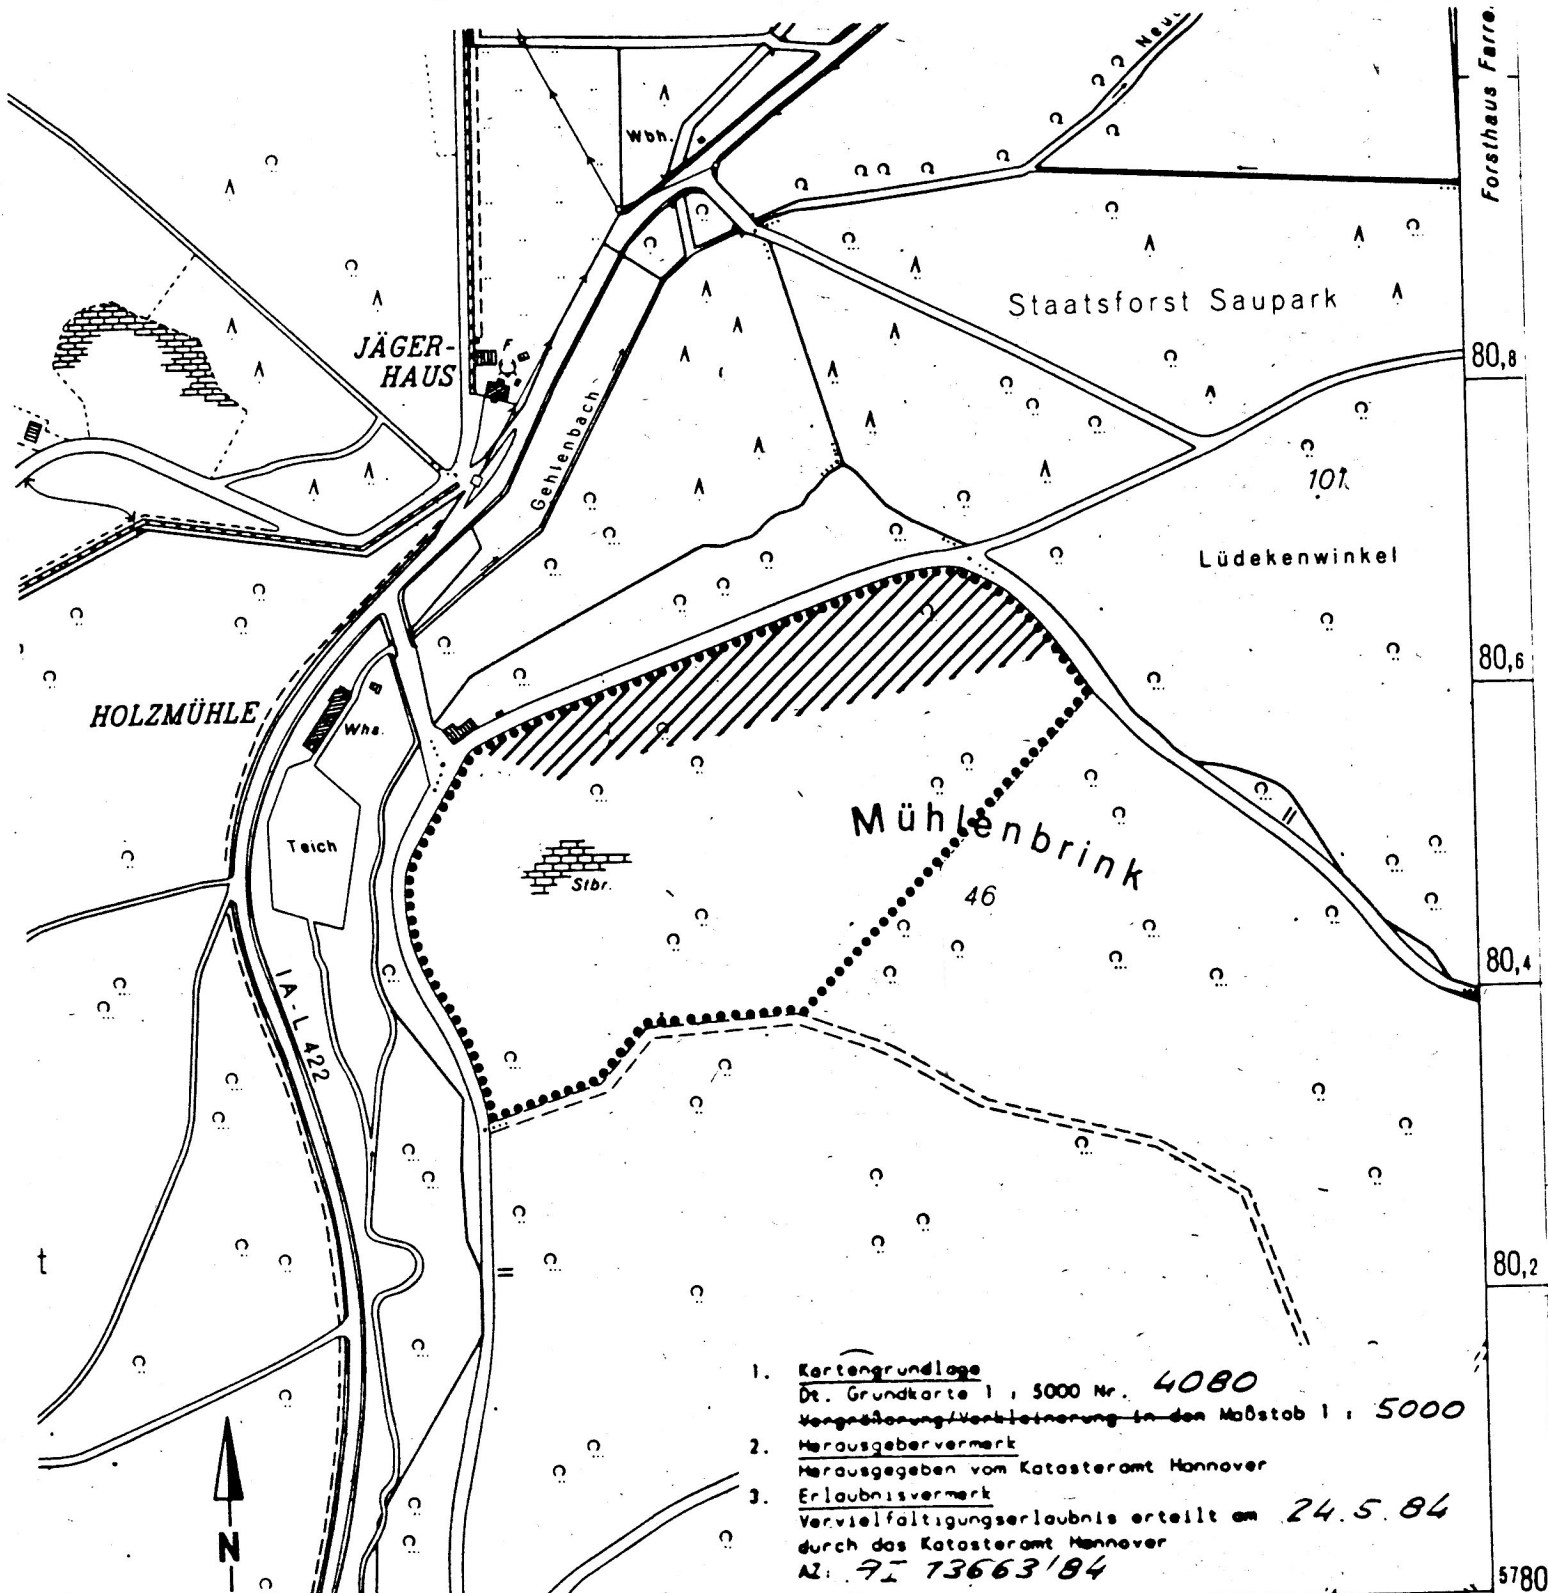 Wbh.
Staatsforst Saupark
JÄGER-
HAUS
F
80,8
Gehlenbach
101
Lüdekenwinkel
80,6
HOLZMÜHLE
Whs.
Mühlenbrink
Teich
Stbr.
46
80,4
IA-L 422
t
80,2
1. Kartengrundlage
Dt. Grundkarte 1 : 5000 Nr. 4080
Vergrößerung/Verkleinerung in den Maßstab 1 : 5000
2. Herausgebervermerk
Herausgegeben vom Katasteramt Hannover
3. Erlaubnisvermerk
Vervielfältigungserlaubnis erteilt am 24.5.84
durch das Katasteramt Hannover
N
AZ: 13663/84
5780
Forsthaus